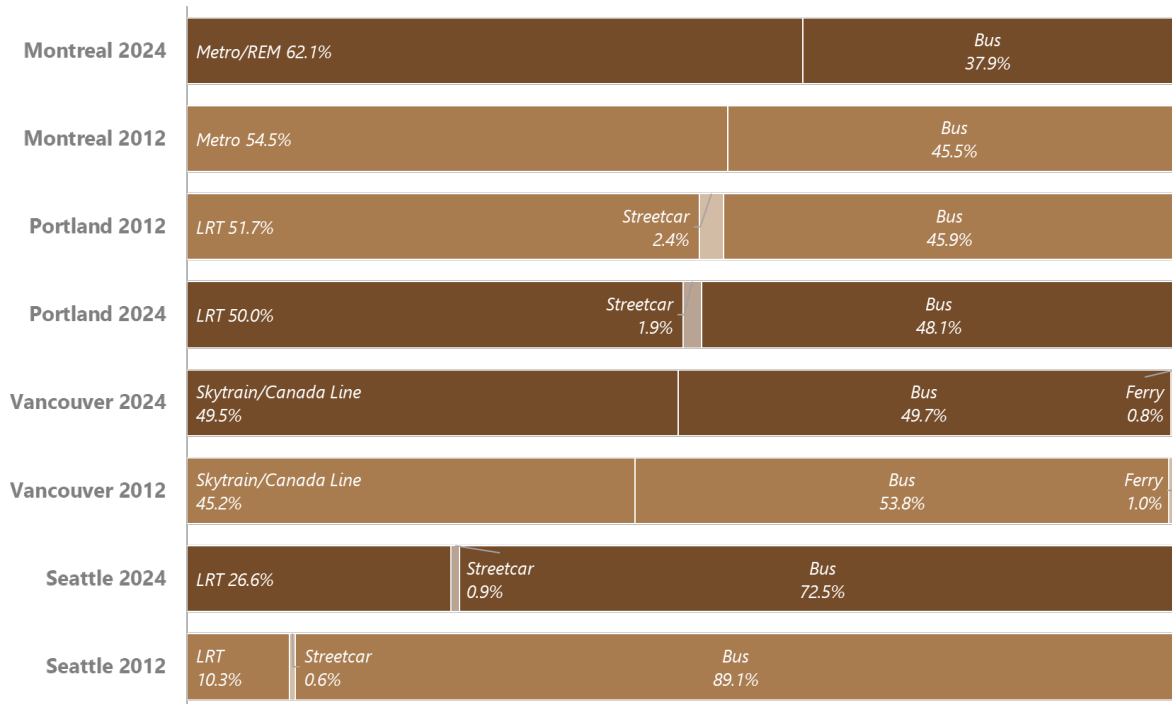 Montreal 2024
Metro/REM 62.1%
Bus
37.9%
Montreal 2012
Metro 54.5%
Bus
45.5%
Portland 2012
LRT 51.7%
Streetcar
2.4%
Bus
45.9%
Portland 2024
LRT 50.0%
Streetcar
1.9%
Bus
48.1%
Vancouver 2024
Skytrain/Canada Line
49.5%
Bus
49.7%
Ferry
0.8%
Vancouver 2012
Skytrain/Canada Line
45.2%
Bus
53.8%
Ferry
1.0%
Seattle 2024
LRT 26.6%
Streetcar
0.9%
Bus
72.5%
Seattle 2012
LRT
10.3%
Streetcar
0.6%
Bus
89.1%